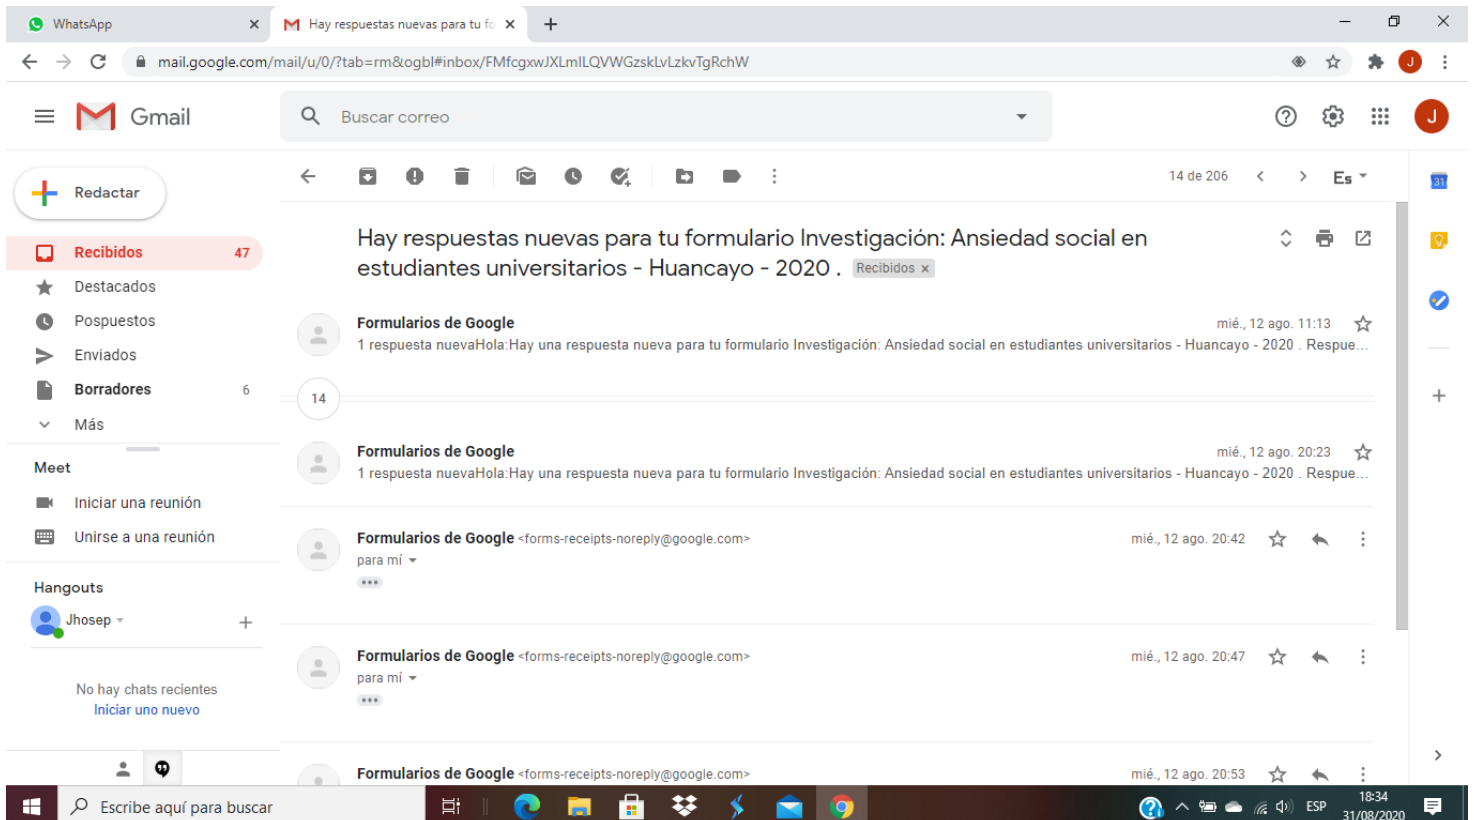 WhatsApp
Hay respuestas nuevas para tu fo
mail.google.com/mail/u/0/?tab=rm&ogbl#inbox/FMfcgxwJXLmlLQVWGzskLvLzkvTgRchW
J
Gmail
Buscar correo
J
Redactar
14 de 206
Es
31
Recibidos 47
Destacados
Pospuestos
Enviados
Borradores 6
Más
Meet
Iniciar una reunión
Unirse a una reunión
Hangouts
Jhosep
No hay chats recientes
Iniciar uno nuevo
Hay respuestas nuevas para tu formulario Investigación: Ansiedad social en
estudiantes universitarios - Huancayo - 2020 . Recibidos x
Formularios de Google mié., 12 ago. 11:13
1 respuesta nuevaHola:Hay una respuesta nueva para tu formulario Investigación: Ansiedad social en estudiantes universitarios - Huancayo - 2020 . Respue...
14
Formularios de Google mié., 12 ago. 20:23
1 respuesta nuevaHola:Hay una respuesta nueva para tu formulario Investigación: Ansiedad social en estudiantes universitarios - Huancayo - 2020 . Respue...
Formularios de Google <forms-receipts-noreply@google.com> mié., 12 ago. 20:42
para mí
Formularios de Google <forms-receipts-noreply@google.com> mié., 12 ago. 20:47
para mí
Formularios de Google <forms-receipts-noreply@google.com> mié., 12 ago. 20:53
Escribe aquí para buscar
ESP
18:34
31/08/2020